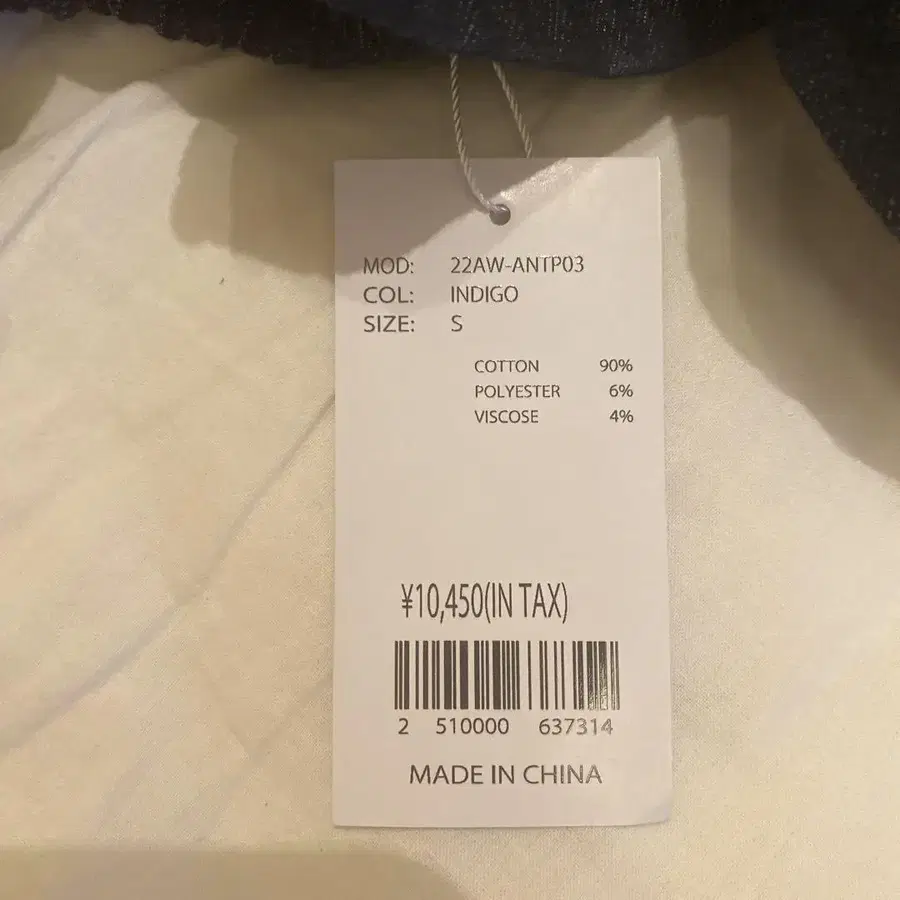 MOD: 22AW-ANTP03
COL: INDIGO
SIZE: S
COTTON 90%
POLYESTER 6%
VISCOSE 4%
¥10,450(IN TAX)
2 510000 637314
MADE IN CHINA